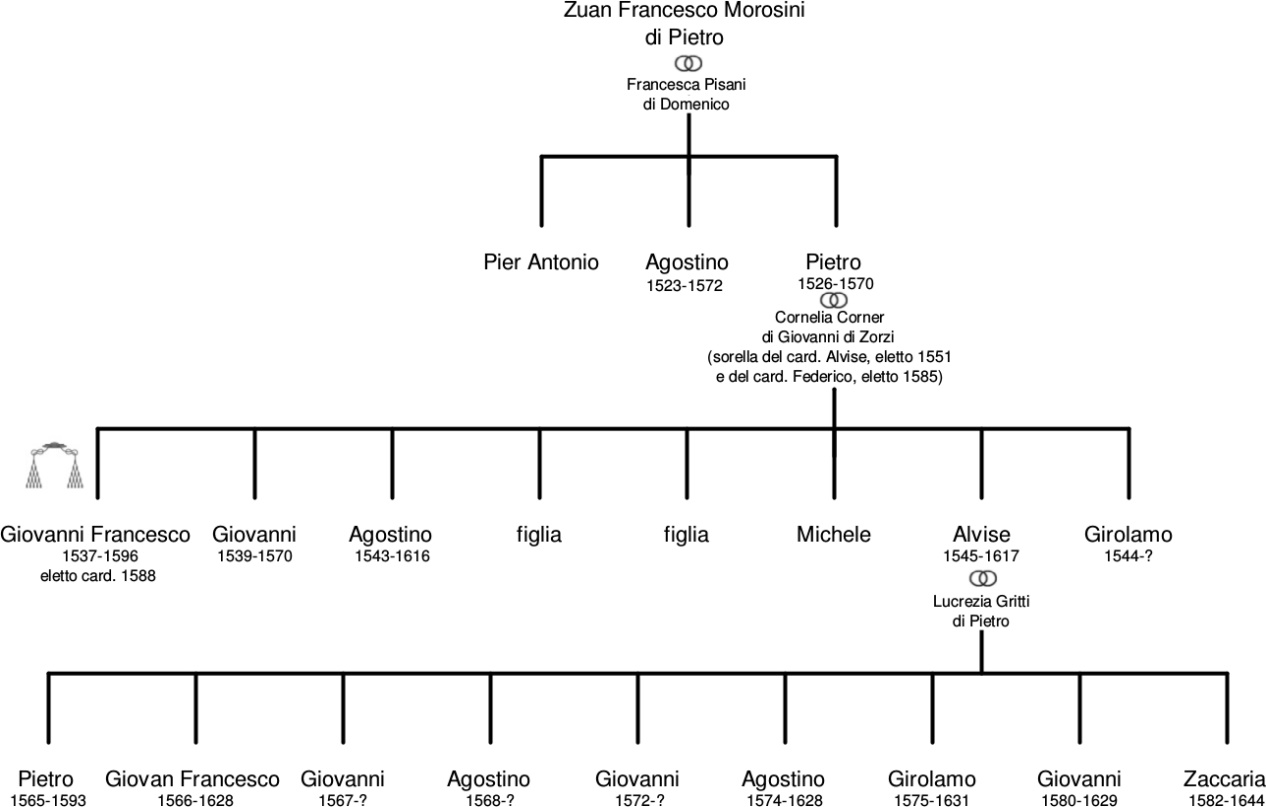 Zuan Francesco Morosini
di Pietro
Francesca Pisani
di Domenico
Pier Antonio
Agostino
1523-1572
Pietro
1526-1570
Cornelia Corner
di Giovanni di Zorzi
(sorella del card. Alvise, eletto 1551
e del card. Federico, eletto 1585)
Giovanni Francesco
1537-1596
eletto card. 1588
Giovanni
1539-1570
Agostino
1543-1616
figlia
figlia
Michele
Alvise
1545-1617
Lucrezia Gritti
di Pietro
Girolamo
1544-?
Pietro
1565-1593
Giovan Francesco
1566-1628
Giovanni
1567-?
Agostino
1568-?
Giovanni
1572-?
Agostino
1574-1628
Girolamo
1575-1631
Giovanni
1580-1629
Zaccaria
1582-1644